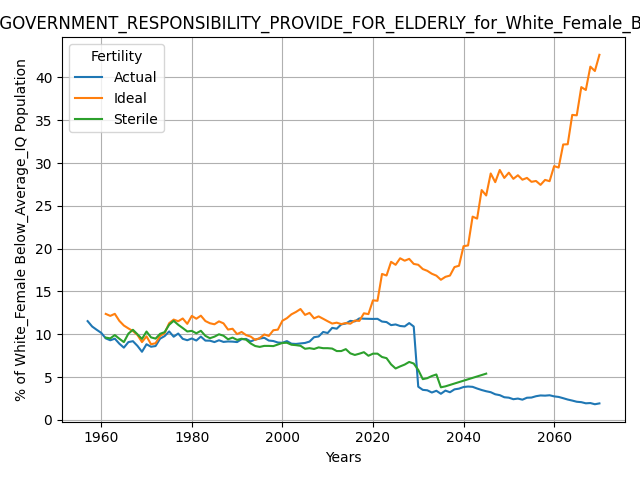 GOVERNMENT_RESPONSIBILITY_PROVIDE_FOR_ELDERLY_for_White_Female_B
Fertility
Actual
Ideal
Sterile
% of White_Female Below_Average_IQ Population
40
35
30
25
20
15
10
5
0
1960 1980 2000 2020 2040 2060
Years